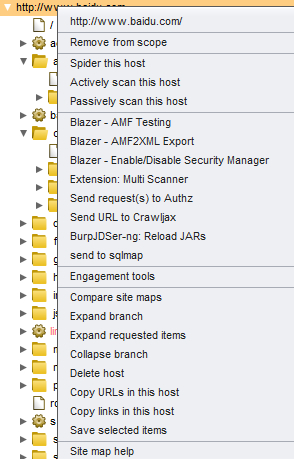 http://www.baidu.com
http://www.baidu.com/
Remove from scope
Spider this host
Actively scan this host
Passively scan this host
Blazer - AMF Testing
Blazer - AMF2XML Export
Blazer - Enable/Disable Security Manager
Extension: Multi Scanner
Send request(s) to Authz
Send URL to Crawljax
BurpJDSer-ng: Reload JARs
send to sqlmap
Engagement tools
Compare site maps
Expand branch
Expand requested items
Collapse branch
Delete host
Copy URLs in this host
Copy links in this host
Save selected items
Site map help
/